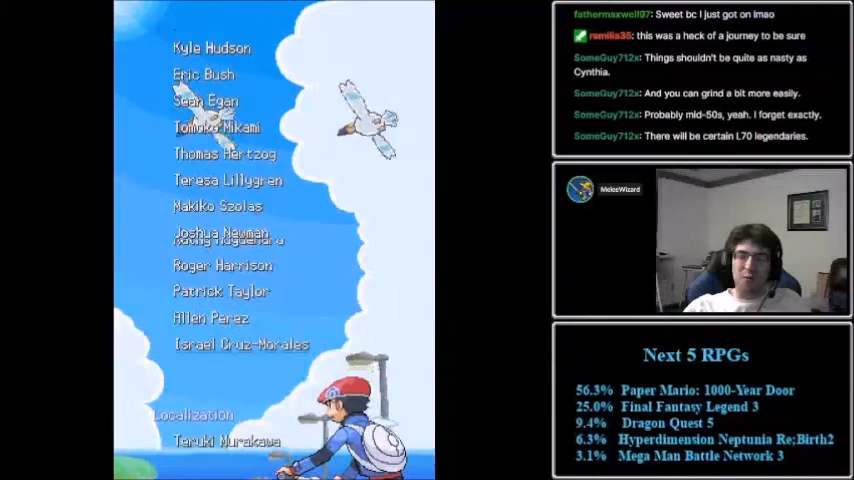 Kyle Hudson
Eric Bush
Sean Egan
Tomoko Mikami
Thomas Hertzog
Teresa Lillygren
Makiko Szolas
Joshua Newman
Roger Harrison
Patrick Taylor
Allen Perez
Israel Cruz-Morales
Localization
Teruki Murakawa
fathermaxwell97: Sweet bc I just got on lmao
romilia36: this was a heck of a journey to be sure
SomeGuy712x: Things shouldn't be quite as nasty as
Cynthia.
SomeGuy712x: And you can grind a bit more easily.
SomeGuy712x: Probably mid-50s, yeah. I forget exactly.
SomeGuy712x: There will be certain L70 legendaries.
MeleeWizard
Next 5 RPGs
56.3% Paper Mario: 1000-Year Door
25.0% Final Fantasy Legend 3
9.4% Dragon Quest 5
6.3% Hyperdimension Neptunia Re;Birth2
3.1% Mega Man Battle Network 3